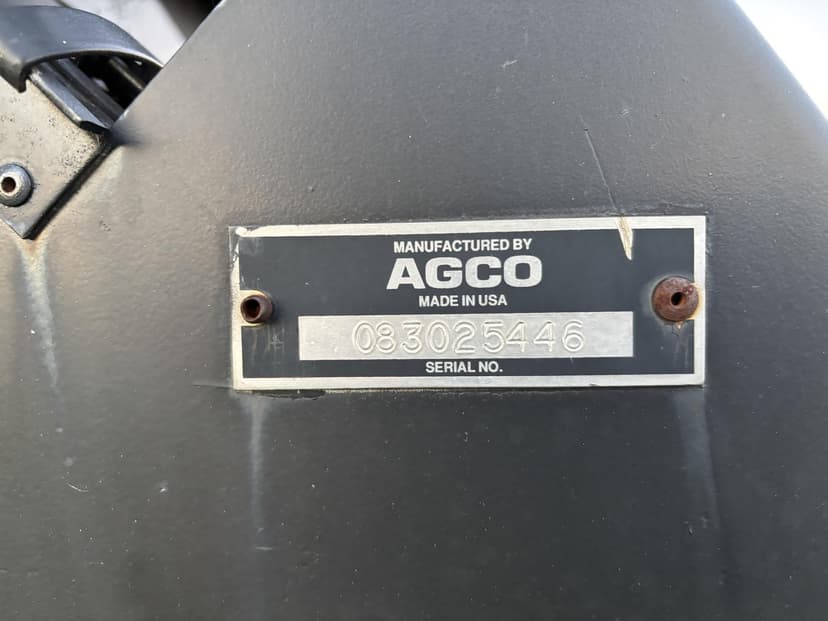 MANUFACTURED BY
AGCO
MADE IN USA
083025446
SERIAL NO.